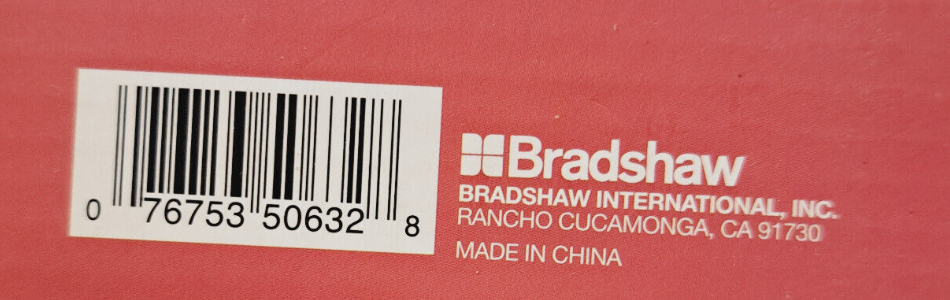 0 76753 50632 8
Bradshaw
BRADSHAW INTERNATIONAL, INC.
RANCHO CUCAMONGA, CA 91730
MADE IN CHINA